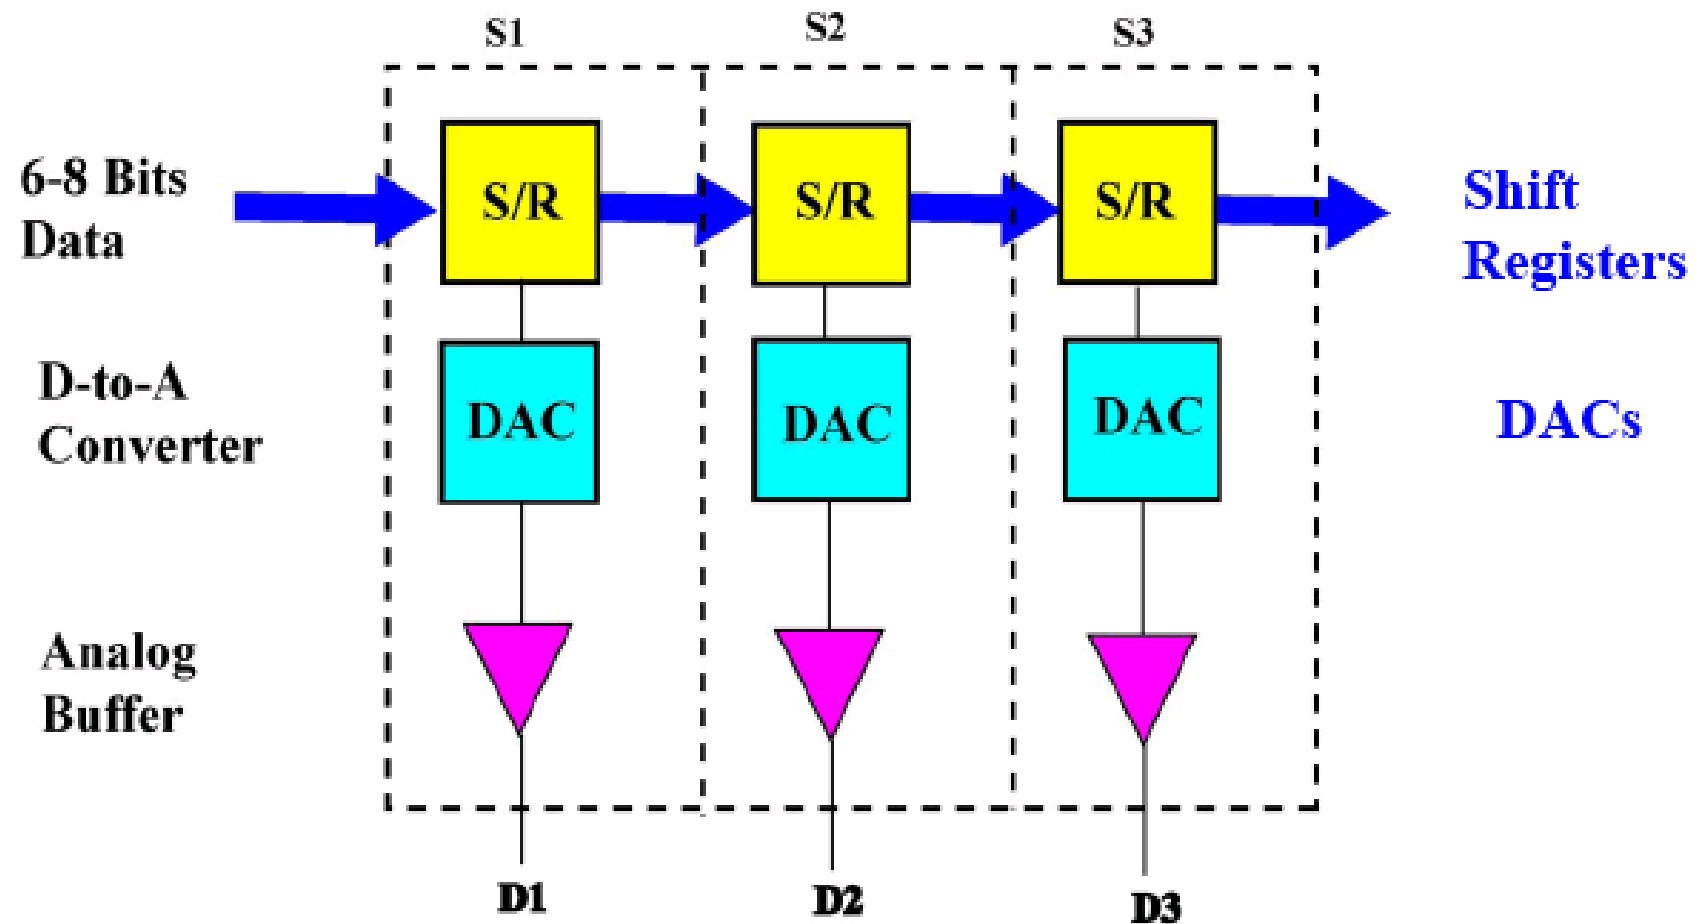 S1
S2
S3
6-8 Bits
Data
S/R
S/R
S/R
Shift
Registers
D-to-A
Converter
DAC
DAC
DAC
DACs
Analog
Buffer
D1
D2
D3